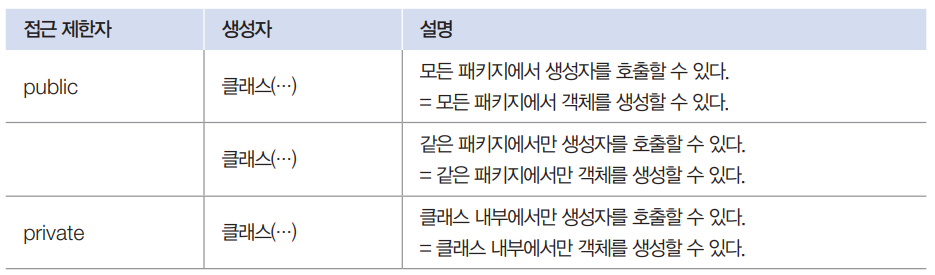 접근 제한자 생성자 설명
public 클래스(…) 모든 패키지에서 생성자를 호출할 수 있다.
= 모든 패키지에서 객체를 생성할 수 있다.
클래스(…) 같은 패키지에서만 생성자를 호출할 수 있다.
= 같은 패키지에서만 객체를 생성할 수 있다.
private 클래스(…) 클래스 내부에서만 생성자를 호출할 수 있다.
= 클래스 내부에서만 객체를 생성할 수 있다.